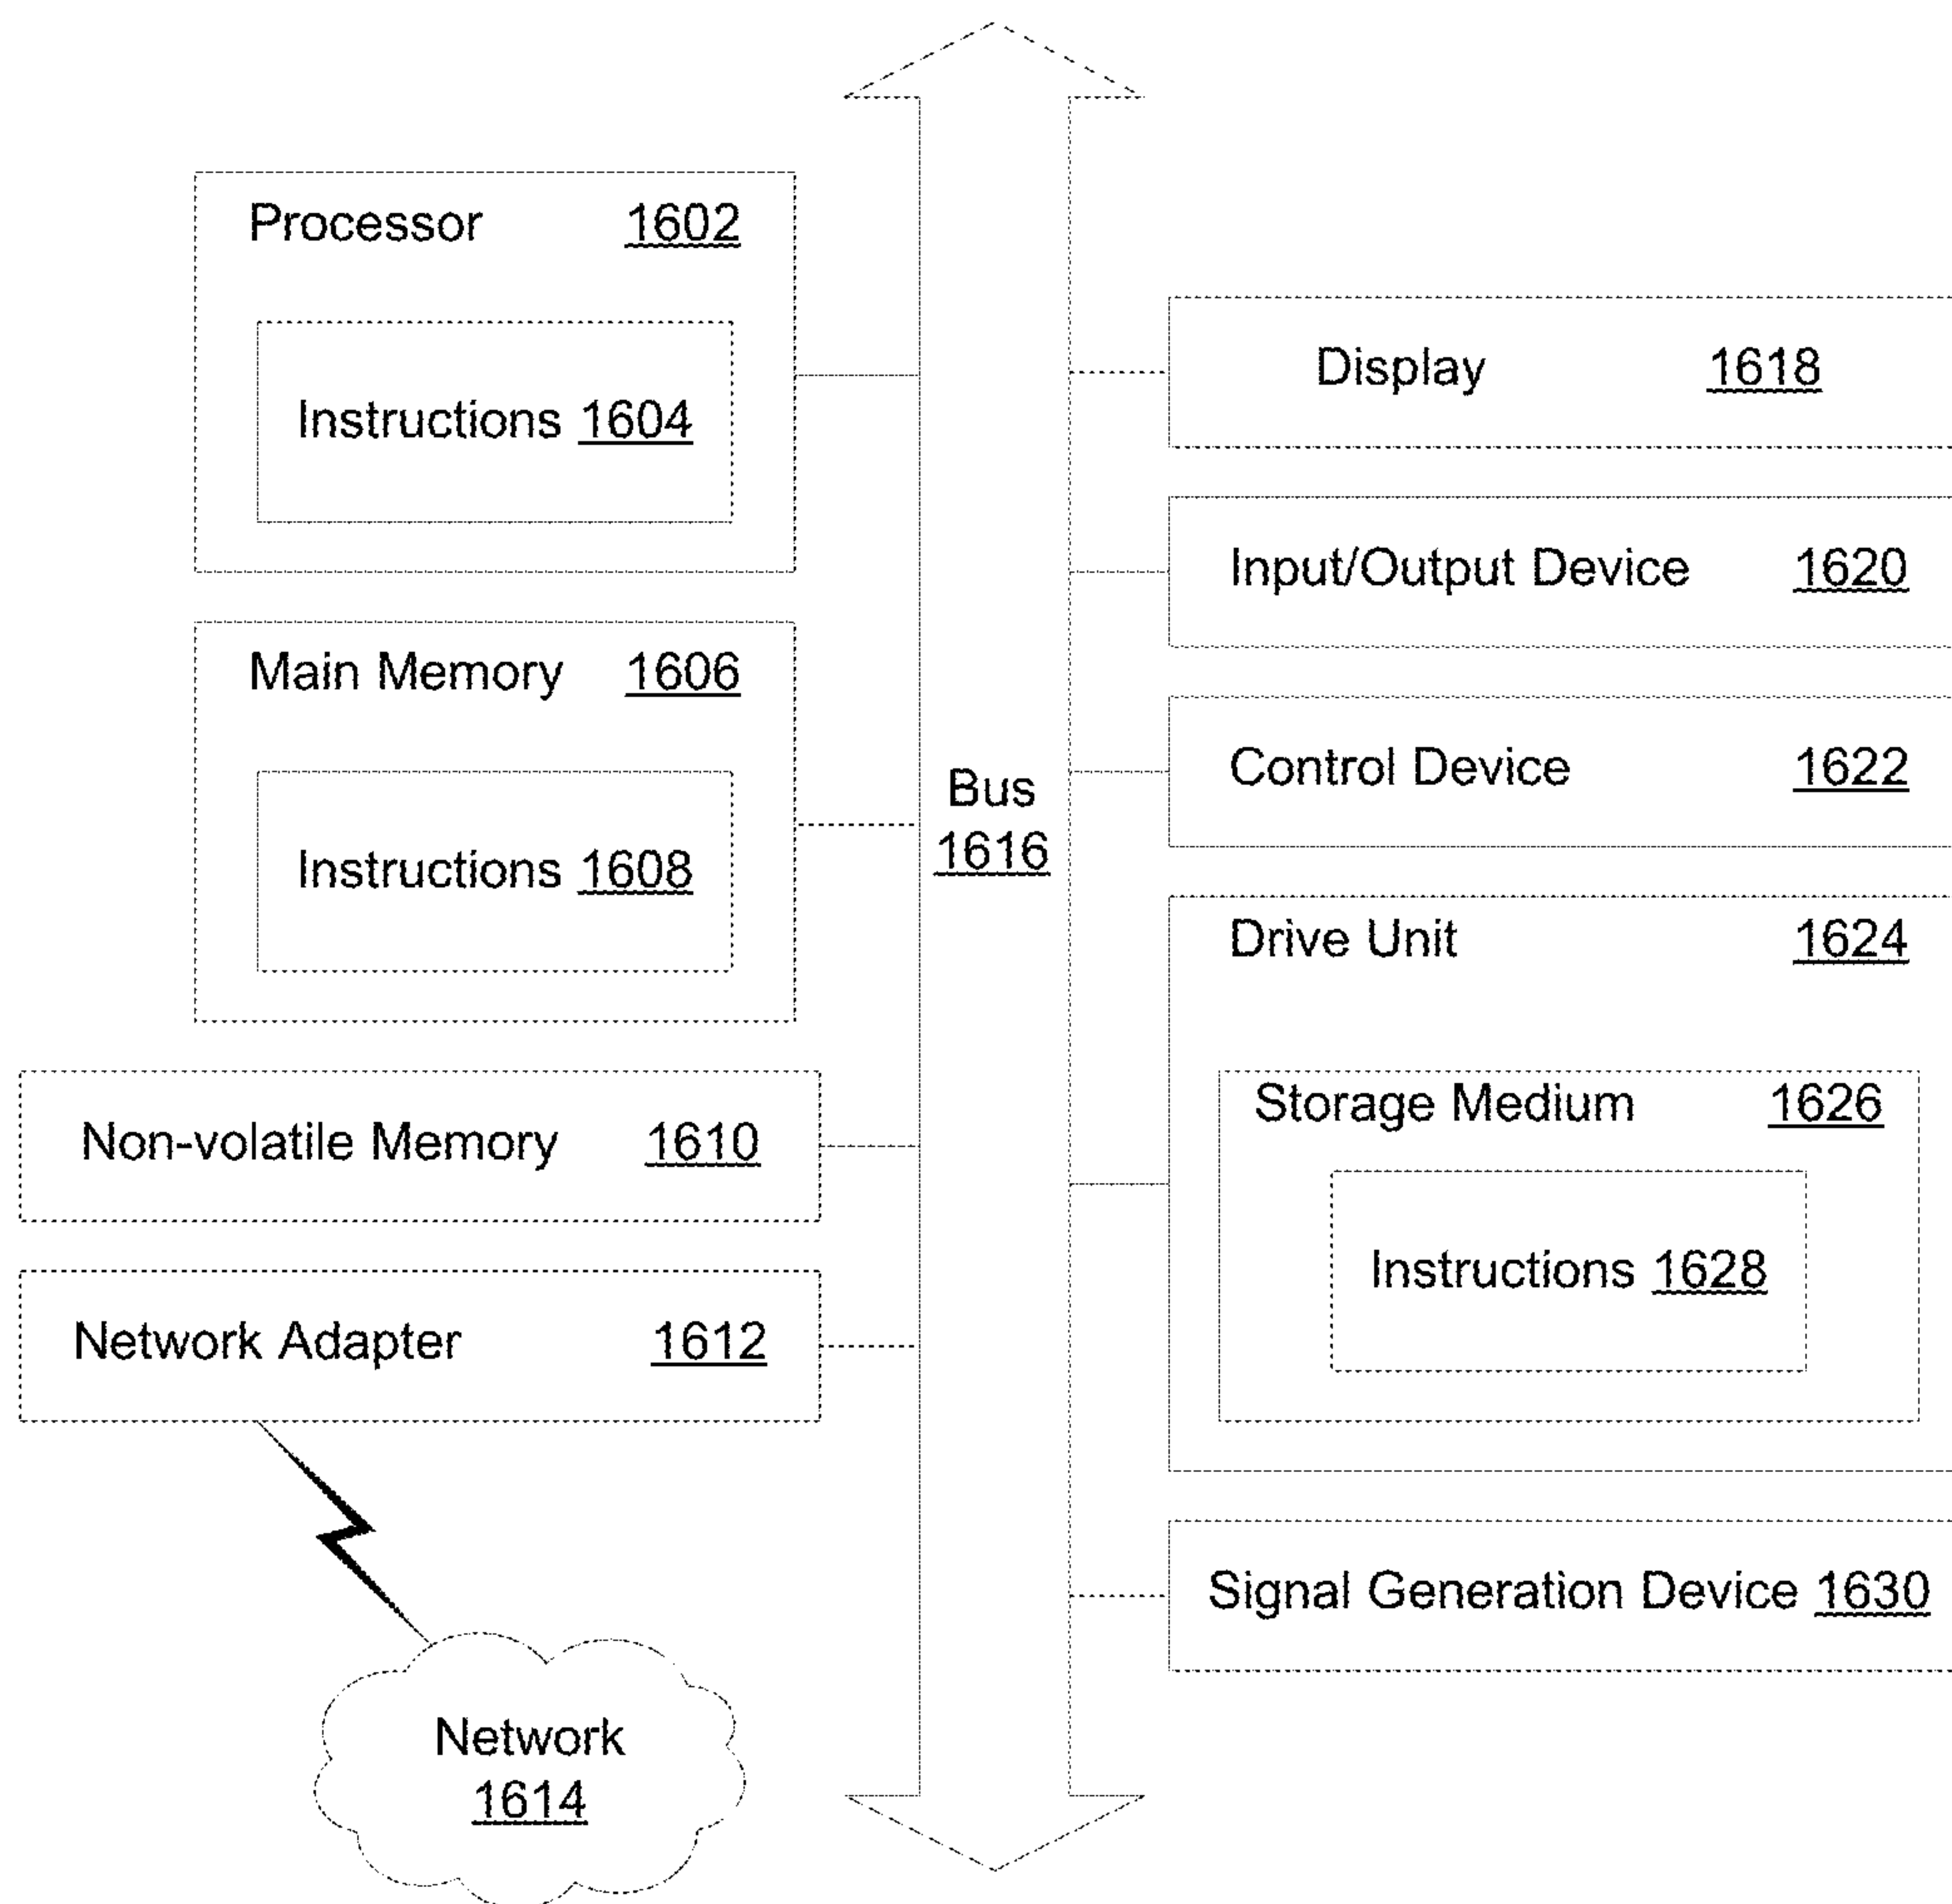 Processor 1602
Instructions 1604
Main Memory 1606
Instructions 1608
Non-volatile Memory 1610
Network Adapter 1612
Network
1614
Bus
1616
Display 1618
Input/Output Device 1620
Control Device 1622
Drive Unit 1624
Storage Medium 1626
Instructions 1628
Signal Generation Device 1630